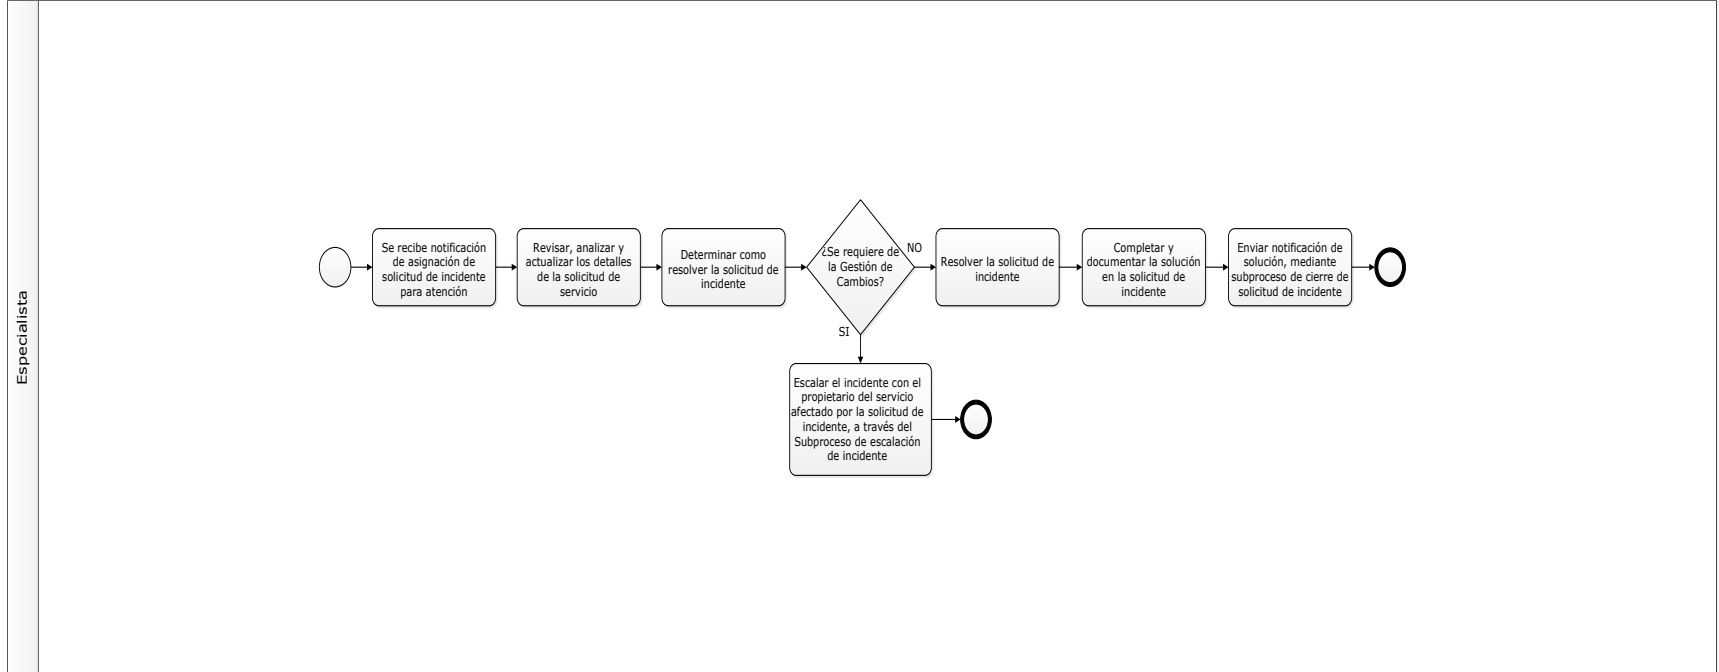 Especialista
Se recibe notificación
de asignación de
solicitud de incidente
para atención
Revisar, analizar y
actualizar los detalles
de la solicitud de
servicio
Determinar como
resolver la solicitud de
incidente
¿Se requiere de
la Gestión de
Cambios?
NO
Resolver la solicitud de
incidente
Completar y
documentar la solución
en la solicitud de
incidente
Enviar notificación de
solución, mediante
subproceso de cierre de
solicitud de incidente
SI
Escalar el incidente con el
propietario del servicio
afectado por la solicitud de
incidente, a través del
Subproceso de escalación
de incidente